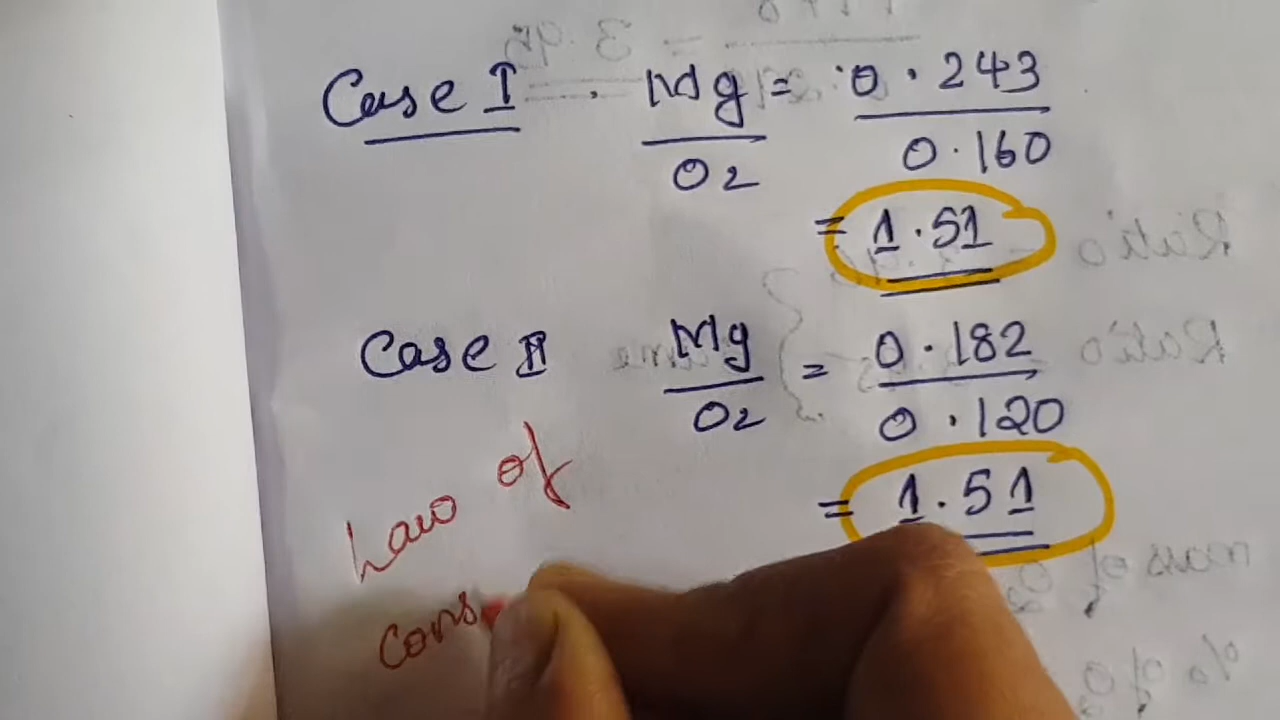 Case I . Mg = 0.243
O2 0.160
= 1.51
Case II Mg = 0.182
O2 0.120
= 1.51
Law of
cons